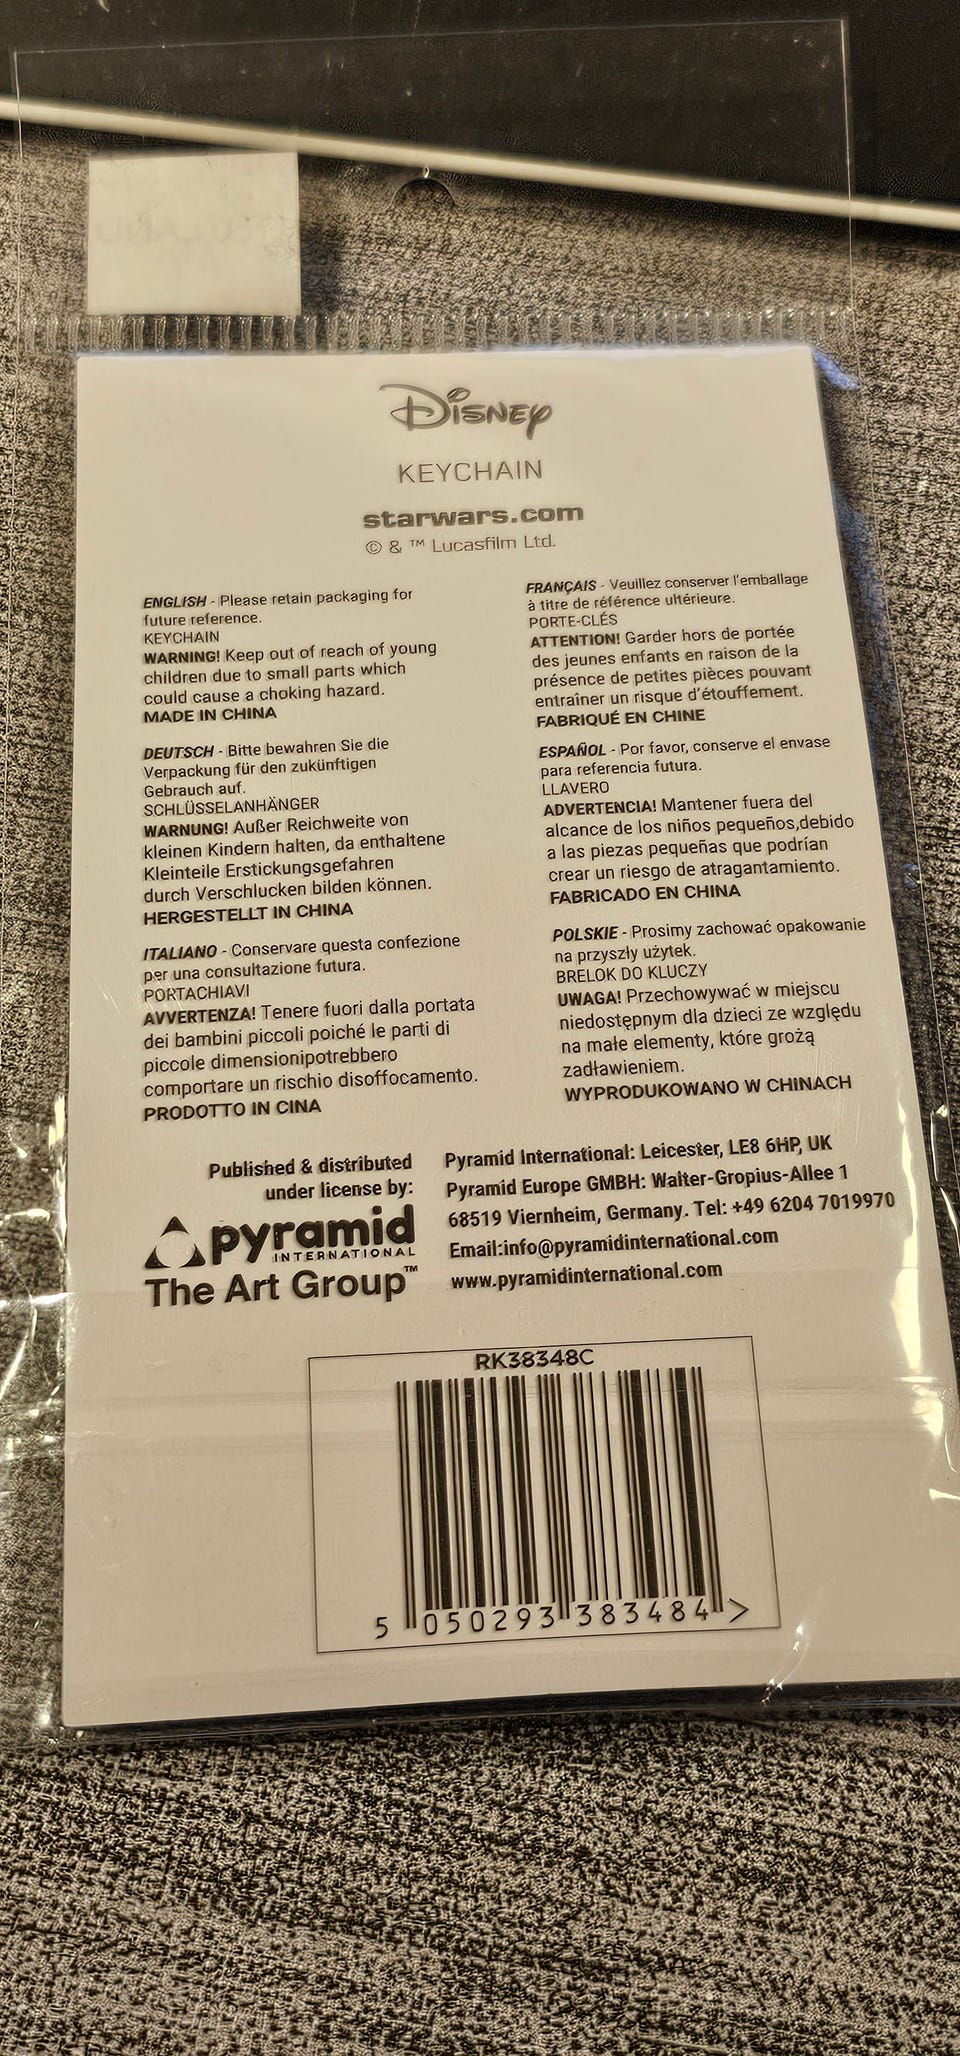 Disney
KEYCHAIN
starwars.com
© & ™ Lucasfilm Ltd.
ENGLISH - Please retain packaging for
future reference.
KEYCHAIN
WARNING! Keep out of reach of young
children due to small parts which
could cause a choking hazard.
MADE IN CHINA
DEUTSCH - Bitte bewahren Sie die
Verpackung für den zukünftigen
Gebrauch auf.
SCHLÜSSELANHÄNGER
WARNUNG! Außer Reichweite von
kleinen Kindern halten, da enthaltene
Kleinteile Erstickungsgefahren
durch Verschlucken bilden können.
HERGESTELLT IN CHINA
ITALIANO - Conservare questa confezione
per una consultazione futura.
PORTACHIAVI
AVVERTENZA! Tenere fuori dalla portata
dei bambini piccoli poiché le parti di
piccole dimensionipotrebbero
comportare un rischio disoffocamento.
PRODOTTO IN CINA
FRANÇAIS - Veuillez conserver l'emballage
à titre de référence ultérieure.
PORTE-CLÉS
ATTENTION! Garder hors de portée
des jeunes enfants en raison de la
présence de petites pièces pouvant
entraîner un risque d'étouffement.
FABRIQUÉ EN CHINE
ESPAÑOL - Por favor, conserve el envase
para referencia futura.
LLAVERO
ADVERTENCIA! Mantener fuera del
alcance de los niños pequeños,debido
a las piezas pequeñas que podrían
crear un riesgo de atragantamiento.
FABRICADO EN CHINA
POLSKIE - Prosimy zachować opakowanie
na przyszły użytek.
BRELOK DO KLUCZY
UWAGA! Przechowywać w miejscu
niedostępnym dla dzieci ze względu
na małe elementy, które grożą
zadławieniem.
WYPRODUKOWANO W CHINACH
Published & distributed
under license by:
pyramid
INTERNATIONAL
The Art Group™
Pyramid International: Leicester, LE8 6HP, UK
Pyramid Europe GMBH: Walter-Gropius-Allee 1
68519 Viernheim, Germany. Tel: +49 6204 7019970
Email:info@pyramidinternational.com
www.pyramidinternational.com
RK38348C
5 050293 383484 >